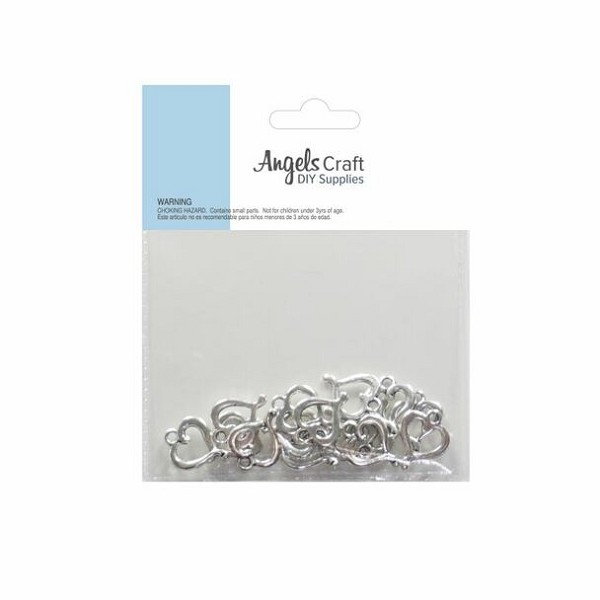 Angels Craft
DIY Supplies
WARNING
CHOKING HAZARD. Contains small parts. Not for children under 3yrs of age.
Este articulo no es recomendable para niños menores de 3 años de edad.